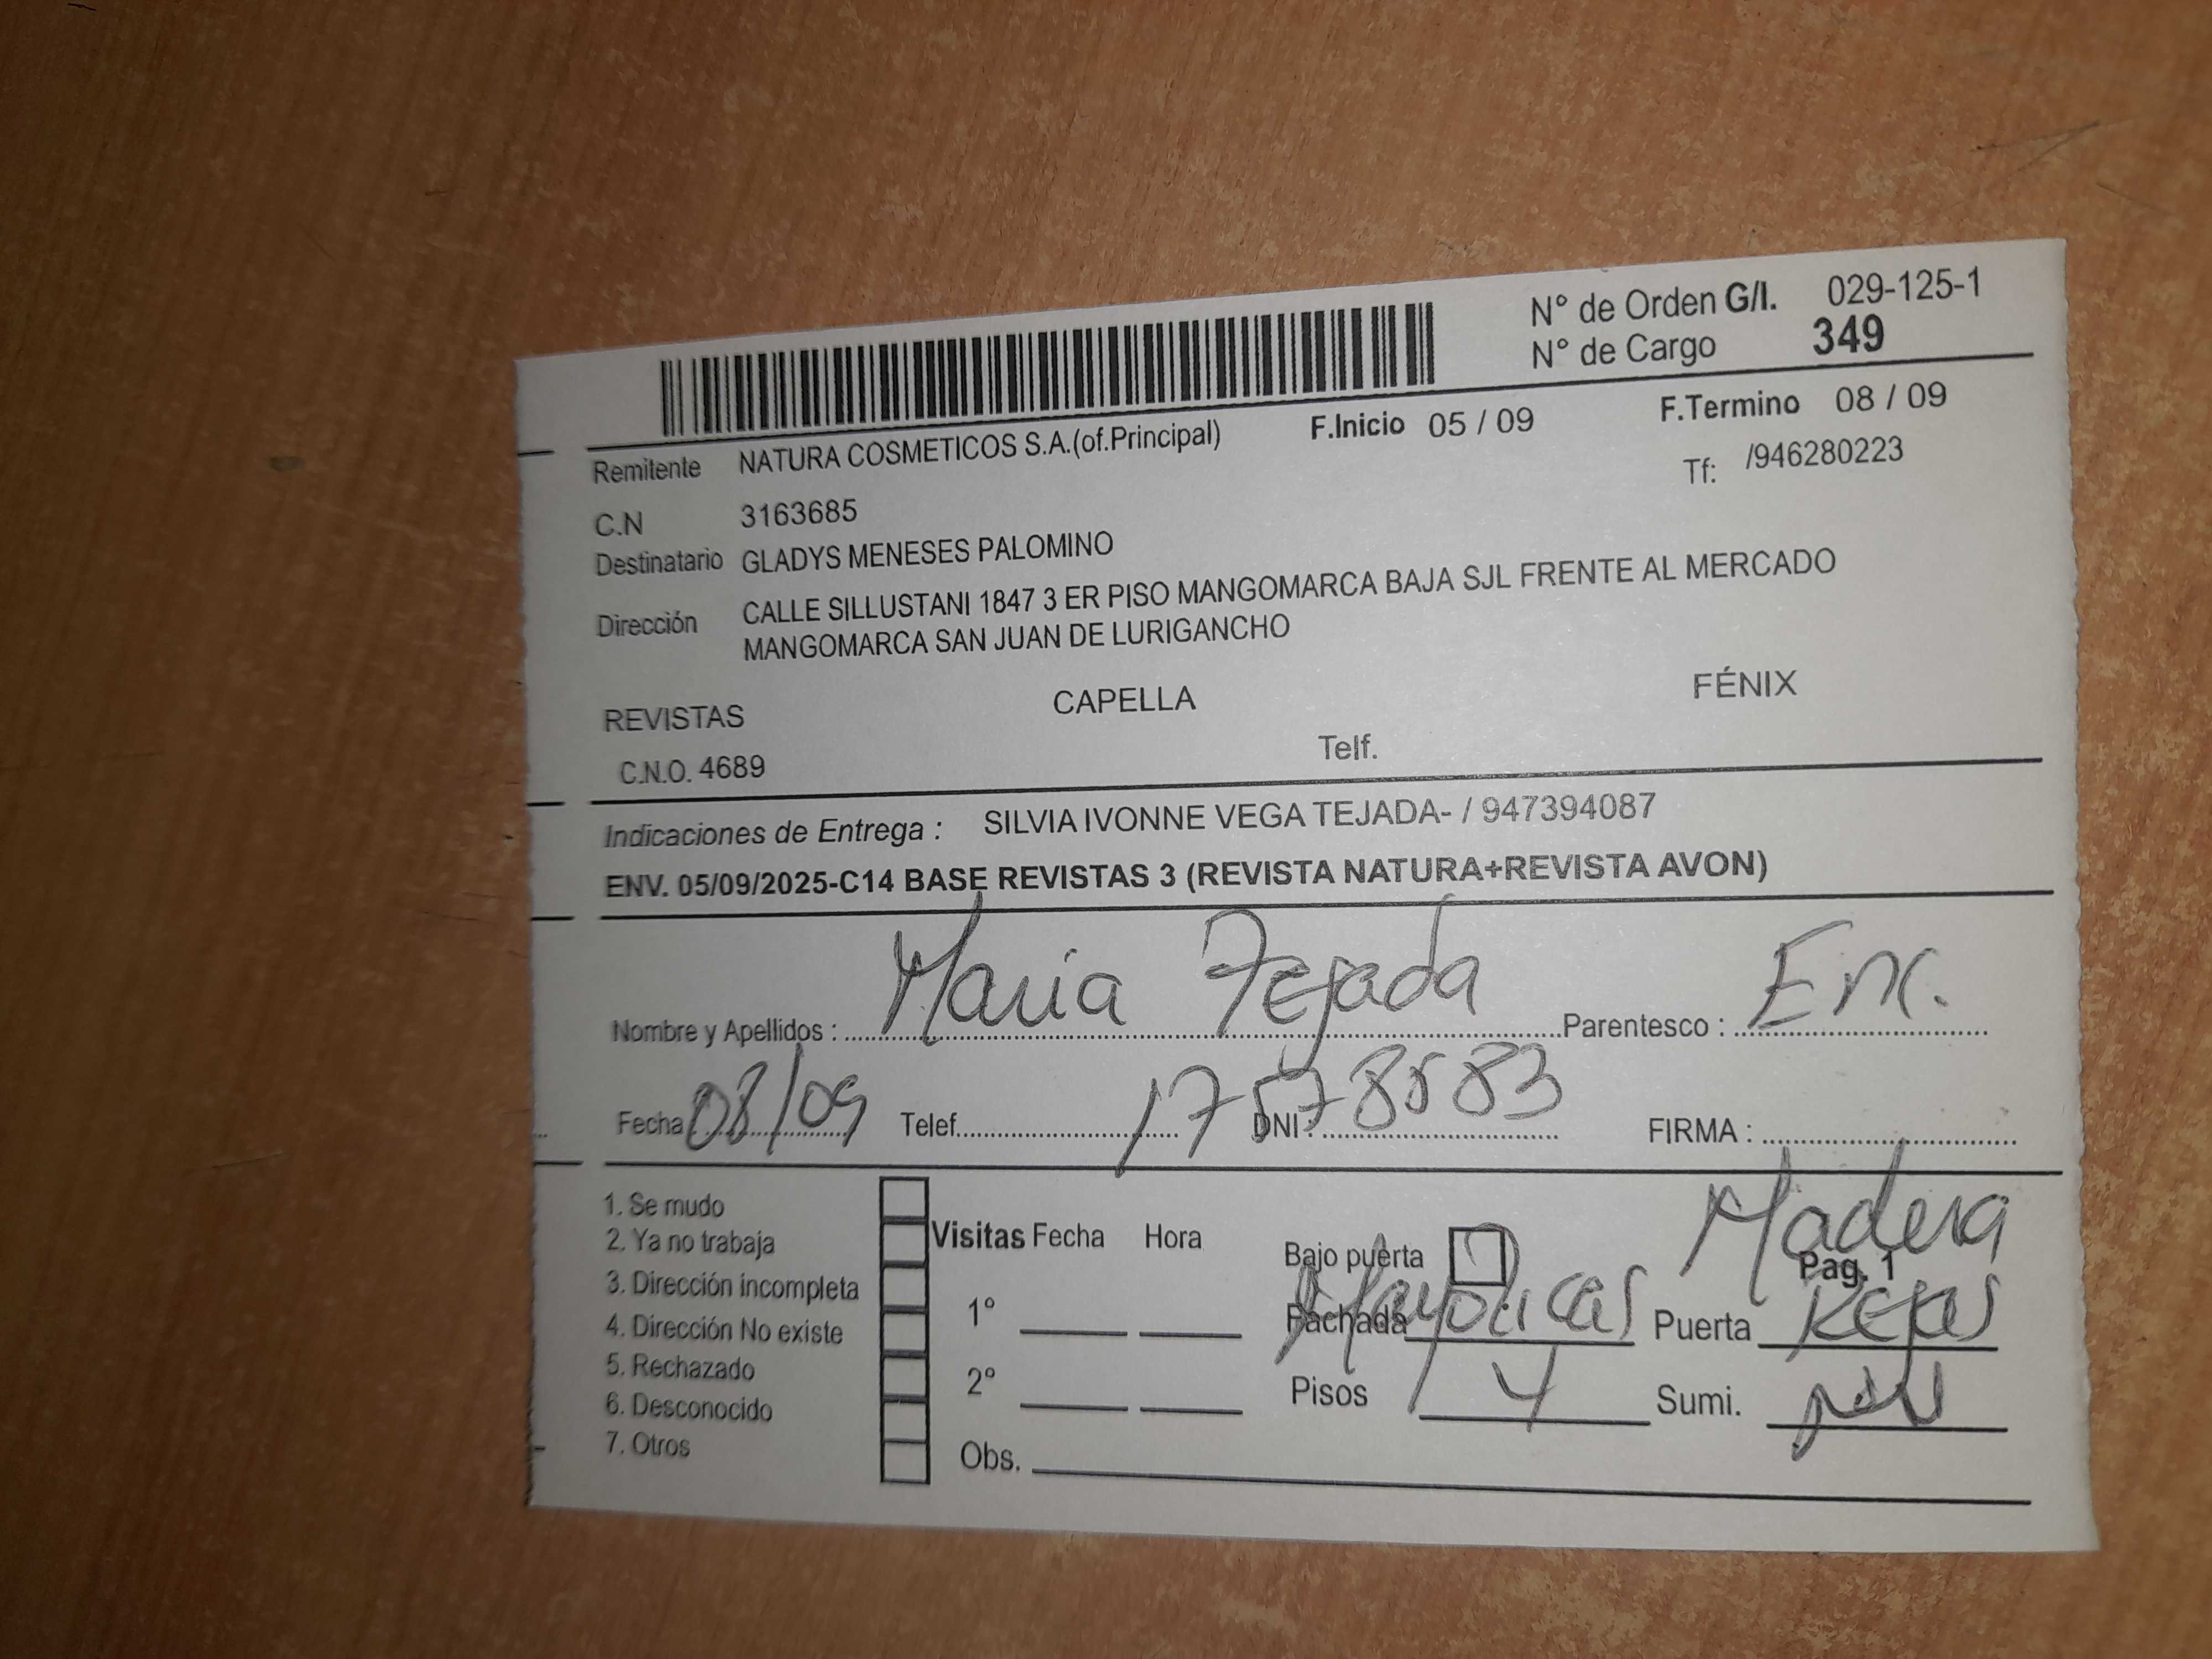 N° de Orden G/I. 029-125-1
N° de Cargo 349
Remitente NATURA COSMETICOS S.A.(of.Principal) F.Inicio 05 / 09 F.Termino 08 / 09
C.N 3163685 Tf: /946280223
Destinatario GLADYS MENESES PALOMINO
Dirección CALLE SILLUSTANI 1847 3 ER PISO MANGOMARCA BAJA SJL FRENTE AL MERCADO
MANGOMARCA SAN JUAN DE LURIGANCHO
REVISTAS CAPELLA FÉNIX
C.N.O. 4689 Telf.
Indicaciones de Entrega : SILVIA IVONNE VEGA TEJADA- / 947394087
ENV. 05/09/2025-C14 BASE REVISTAS 3 (REVISTA NATURA+REVISTA AVON)
Nombre y Apellidos : Maria Tejada Parentesco : Enc.
Fecha : 08/09 Telef. DNI : 17578583 FIRMA :
1. Se mudo
2. Ya no trabaja
3. Dirección incompleta
4. Dirección No existe
5. Rechazado
6. Desconocido
7. Otros
Visitas Fecha Hora
1°
2°
Obs.
Bajo puerta Madera
Pag. 1
Fachada Mayolicas Puerta Rejas
Pisos 4 Sumi.